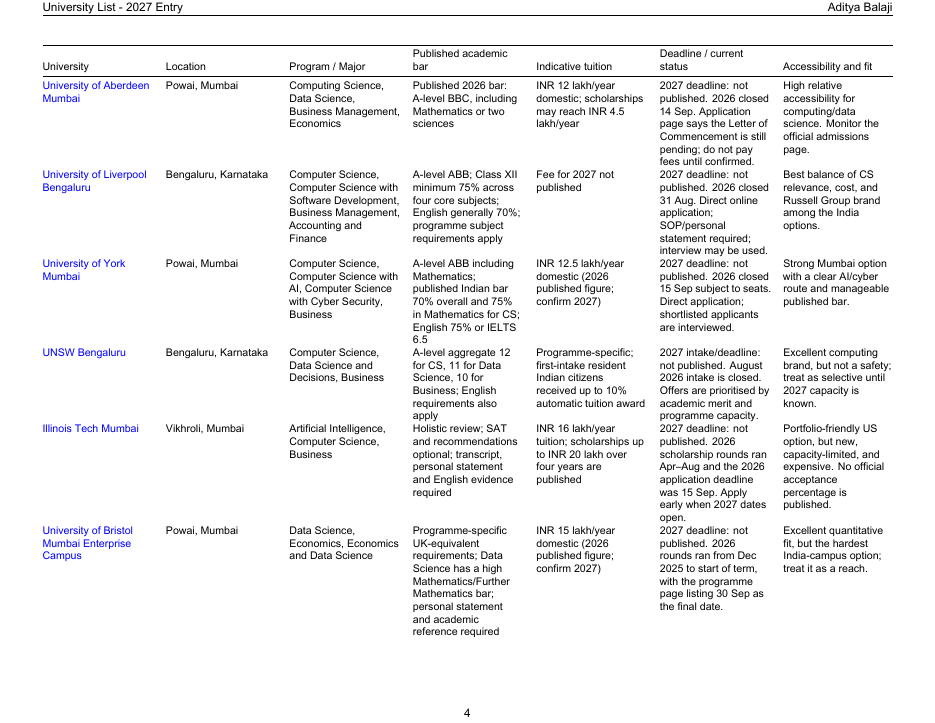 University List - 2027 Entry
Aditya Balaji
University
Location
Program / Major
Published academic
bar
Indicative tuition
Deadline / current
status
Accessibility and fit
University of Aberdeen
Mumbai
Powai, Mumbai
Computing Science,
Data Science,
Business Management,
Economics
Published 2026 bar:
A-level BBC, including
Mathematics or two
sciences
INR 12 lakh/year
domestic; scholarships
may reach INR 4.5
lakh/year
2027 deadline: not
published. 2026 closed
14 Sep. Application
page says the Letter of
Commencement is still
pending; do not pay
fees until confirmed.
High relative
accessibility for
computing/data
science. Monitor the
official admissions
page.
University of Liverpool
Bengaluru
Bengaluru, Karnataka
Computer Science,
Computer Science with
Software Development,
Business Management,
Accounting and
Finance
A-level ABB; Class XII
minimum 75% across
four core subjects;
English generally 70%;
programme subject
requirements apply
Fee for 2027 not
published
2027 deadline: not
published. 2026 closed
31 Aug. Direct online
application;
SOP/personal
statement required;
interview may be used.
Best balance of CS
relevance, cost, and
Russell Group brand
among the India
options.
University of York
Mumbai
Powai, Mumbai
Computer Science,
Computer Science with
AI, Computer Science
with Cyber Security,
Business
A-level ABB including
Mathematics;
published Indian bar
70% overall and 75%
in Mathematics for CS;
English 75% or IELTS
6.5
INR 12.5 lakh/year
domestic (2026
published figure;
confirm 2027)
2027 deadline: not
published. 2026 closed
15 Sep subject to seats.
Direct application;
shortlisted applicants
are interviewed.
Strong Mumbai option
with a clear AI/cyber
route and manageable
published bar.
UNSW Bengaluru
Bengaluru, Karnataka
Computer Science,
Data Science and
Decisions, Business
A-level aggregate 12
for CS, 11 for Data
Science, 10 for
Business; English
requirements also
apply
Programme-specific;
first-intake resident
Indian citizens
received up to 10%
automatic tuition award
2027 intake/deadline:
not published. August
2026 intake is closed.
Offers are prioritised by
academic merit and
programme capacity.
Excellent computing
brand, but not a safety;
treat as selective until
2027 capacity is
known.
Illinois Tech Mumbai
Vikhroli, Mumbai
Artificial Intelligence,
Computer Science,
Business
Holistic review; SAT
and recommendations
optional; transcript,
personal statement
and English evidence
required
INR 16 lakh/year
tuition; scholarships up
to INR 20 lakh over
four years are
published
2027 deadline: not
published. 2026
scholarship rounds ran
Apr–Aug and the 2026
application deadline
was 15 Sep. Apply
early when 2027 dates
open.
Portfolio-friendly US
option, but new,
capacity-limited, and
expensive. No official
acceptance
percentage is
published.
University of Bristol
Mumbai Enterprise
Campus
Powai, Mumbai
Data Science,
Economics, Economics
and Data Science
Programme-specific
UK-equivalent
requirements; Data
Science has a high
Mathematics/Further
Mathematics bar;
personal statement
and academic
reference required
INR 15 lakh/year
domestic (2026
published figure;
confirm 2027)
2027 deadline: not
published. 2026
rounds ran from Dec
2025 to start of term,
with the programme
page listing 30 Sep as
the final date.
Excellent quantitative
fit, but the hardest
India-campus option;
treat it as a reach.
4